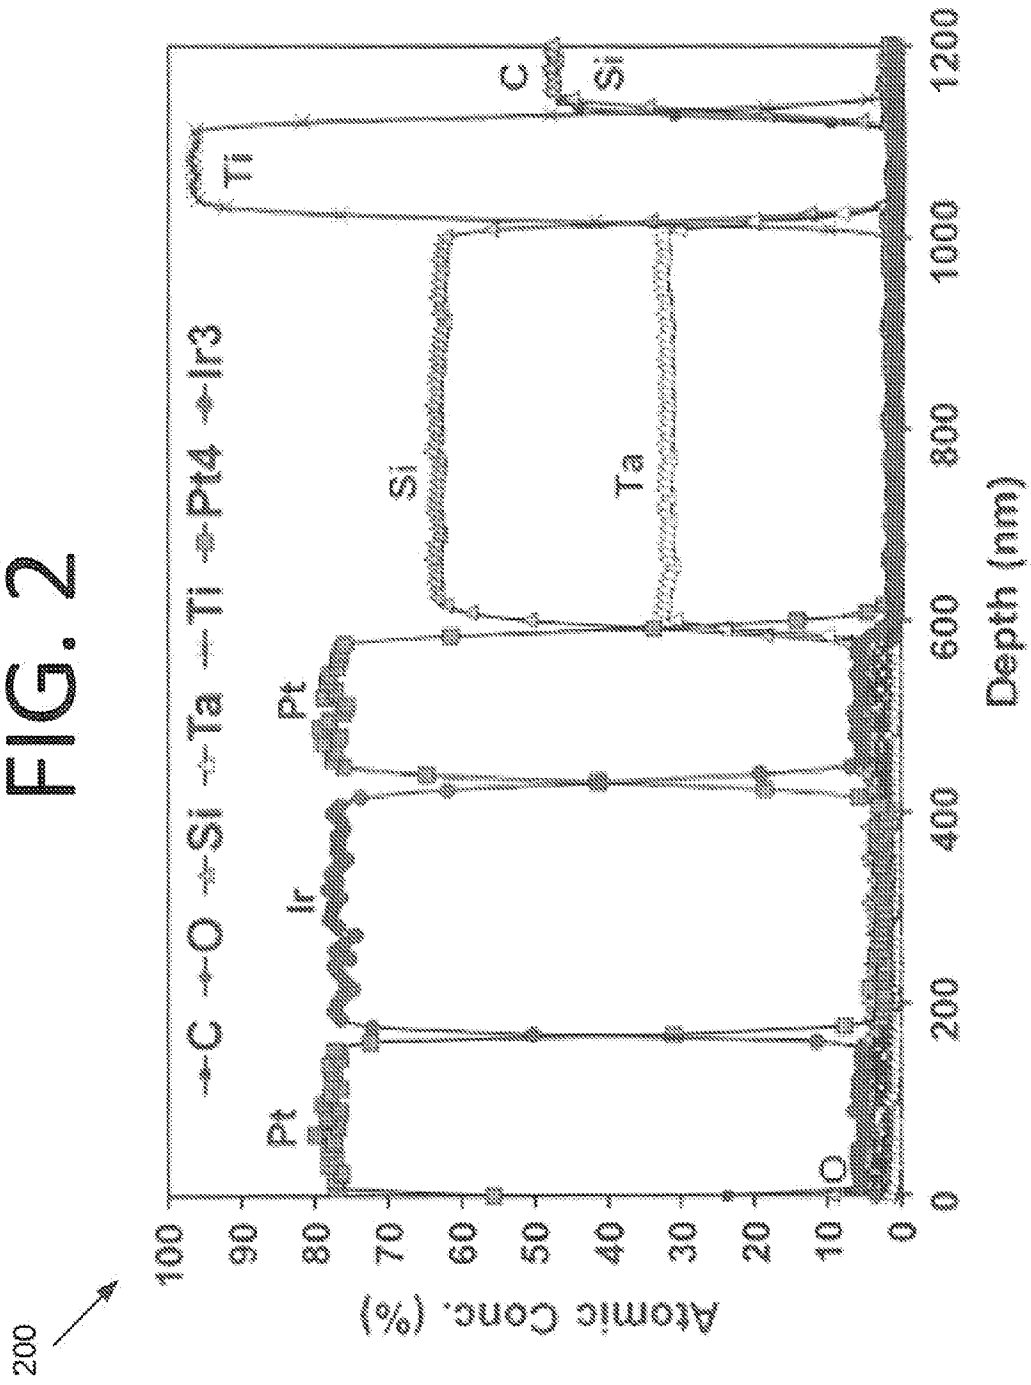 FIG. 2
200
C O Si Ta Ti Pt4 Ir3
Atomic Conc. (%)
100
90
80
70
60
50
40
30
20
10
0
Pt
Ir
Pt
Si
Ta
Ti
C
Si
O
0 200 400 600 800 1000 1200
Depth (nm)